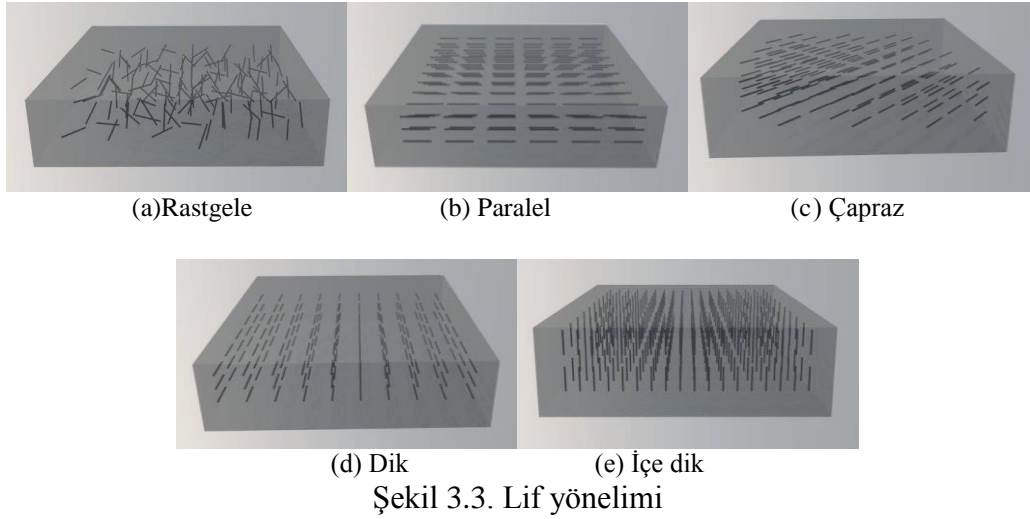 (a)Rastgele
(b) Paralel
(c) Çapraz
(d) Dik
(e) İçe dik
Şekil 3.3. Lif yönelimi